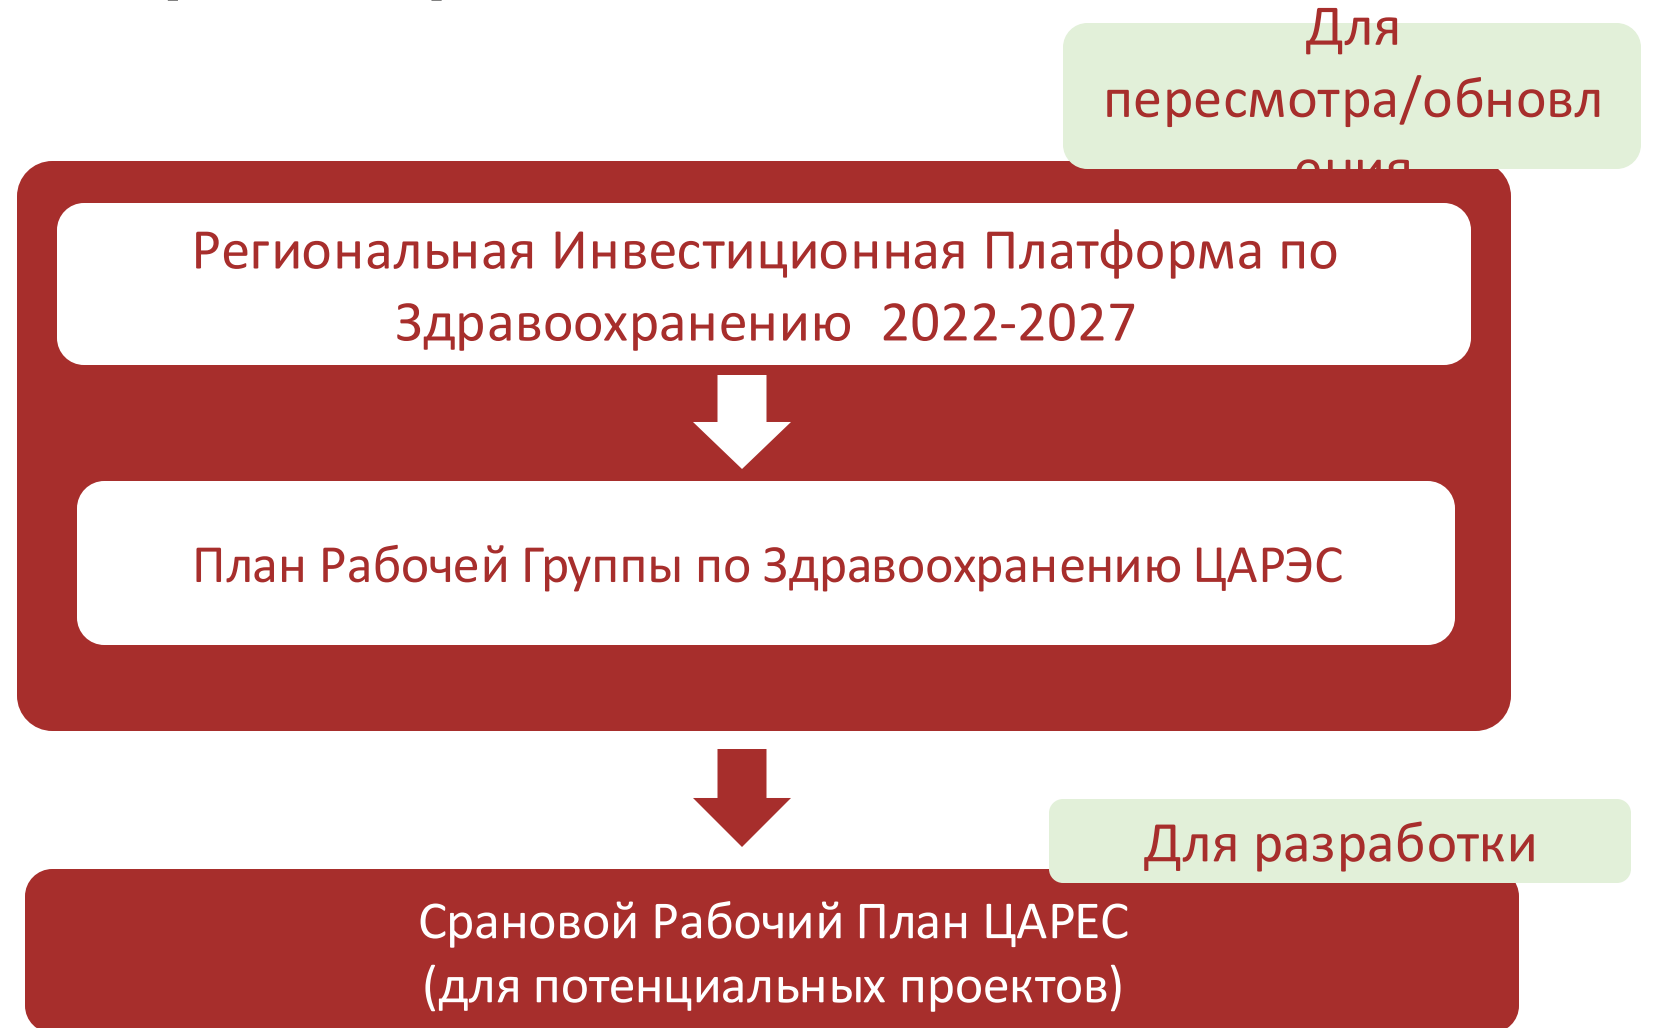 Для
пересмотра/обновл
ения
Региональная Инвестиционная Платформа по
Здравоохранению 2022-2027
План Рабочей Группы по Здравоохранению ЦАРЭС
Для разработки
Срановой Рабочий План ЦАРЕС
(для потенциальных проектов)